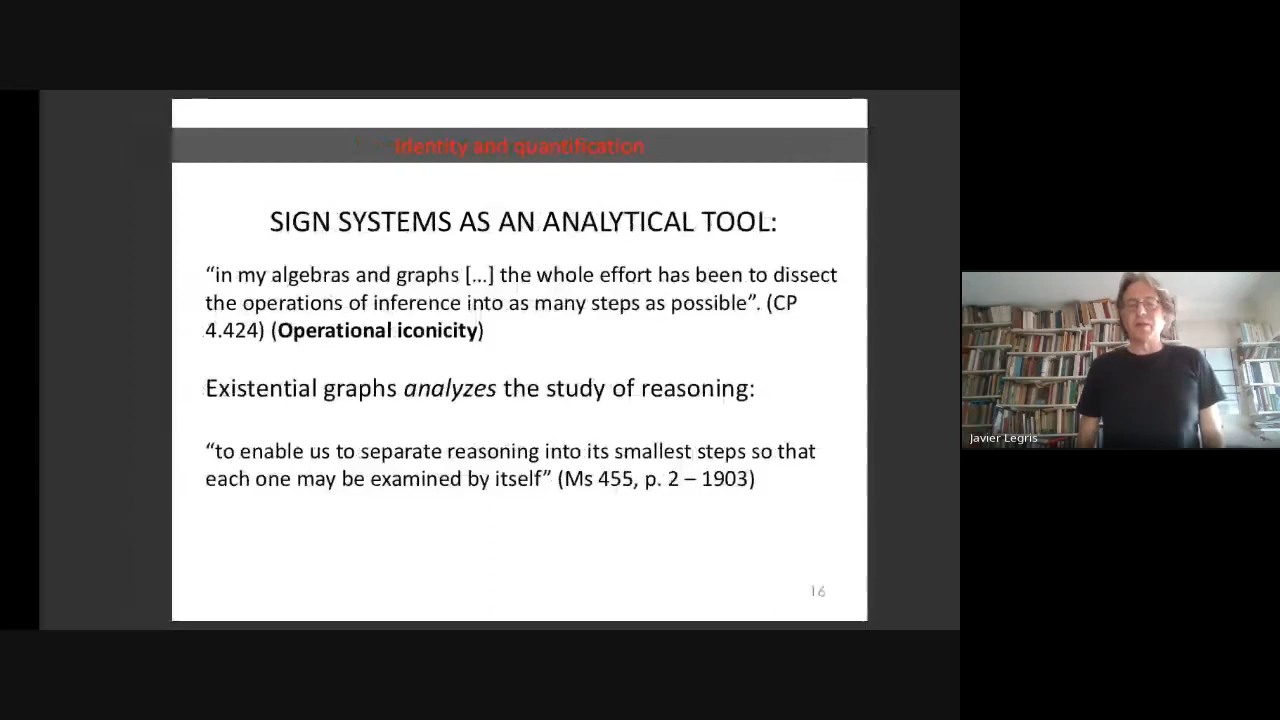 Identity and quantification
SIGN SYSTEMS AS AN ANALYTICAL TOOL:
“in my algebras and graphs […] the whole effort has been to dissect
the operations of inference into as many steps as possible”. (CP
4.424) (Operational iconicity)
Existential graphs analyzes the study of reasoning:
“to enable us to separate reasoning into its smallest steps so that
each one may be examined by itself” (Ms 455, p. 2 – 1903)
16
Javier Legris